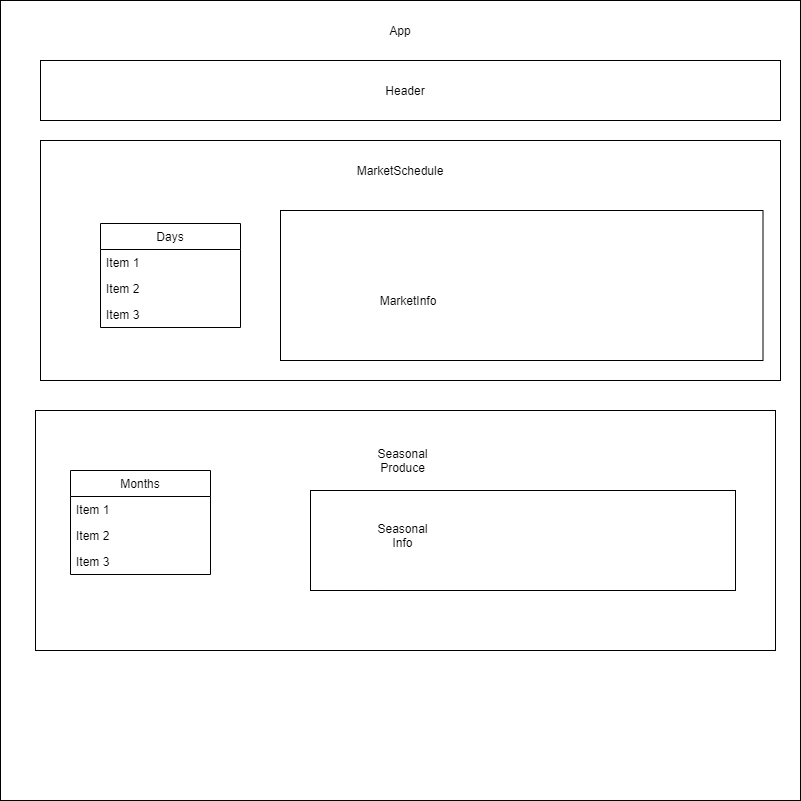 App
Header
MarketSchedule
Days
Item 1
Item 2
Item 3
MarketInfo
Seasonal
Produce
Months
Item 1
Item 2
Item 3
Seasonal
Info